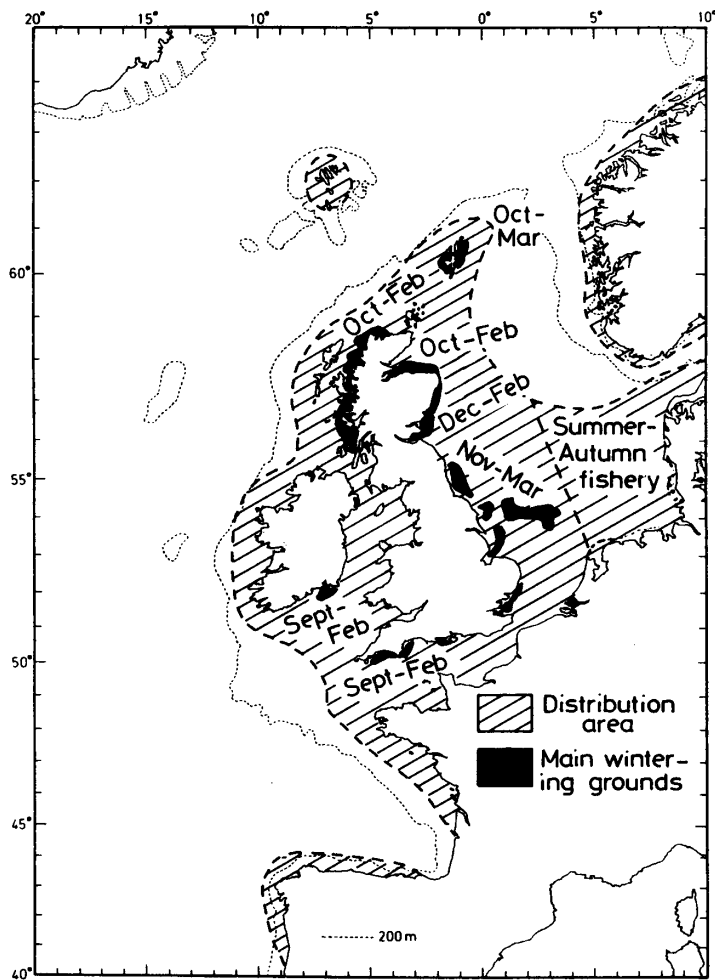 20° 15° 10° 5° 0° 5° 10°
Oct-
Mar
60°
Oct-Feb
Oct-Feb
Dec-Feb
Summer-
Autumn
fishery
Nov-Mar
55°
Sept-
Feb
50°
Sept-Feb
Distribution
area
Main winter-
ing grounds
45°
200 m
40°